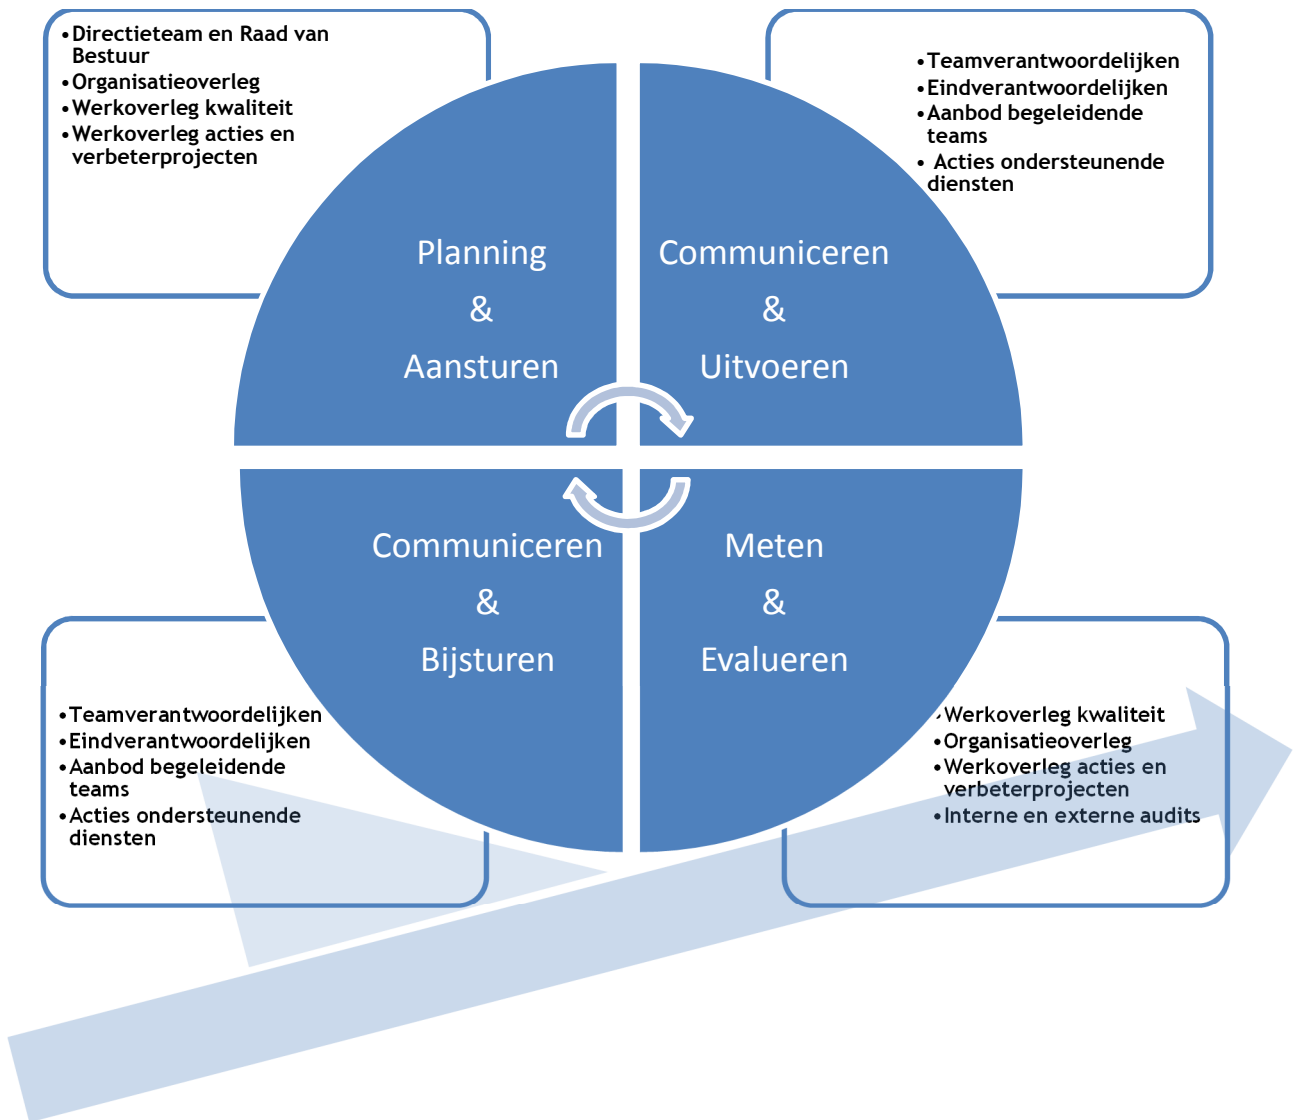 •Directieteam en Raad van
Bestuur
•Organisatieoverleg
•Werkoverleg kwaliteit
•Werkoverleg acties en
verbeterprojecten
•Teamverantwoordelijken
•Eindverantwoordelijken
•Aanbod begeleidende
teams
• Acties ondersteunende
diensten
Planning
&
Aansturen
Communiceren
&
Uitvoeren
Communiceren
&
Bijsturen
Meten
&
Evalueren
•Teamverantwoordelijken
•Eindverantwoordelijken
•Aanbod begeleidende
teams
•Acties ondersteunende
diensten
•Werkoverleg kwaliteit
•Organisatieoverleg
•Werkoverleg acties en
verbeterprojecten
•Interne en externe audits